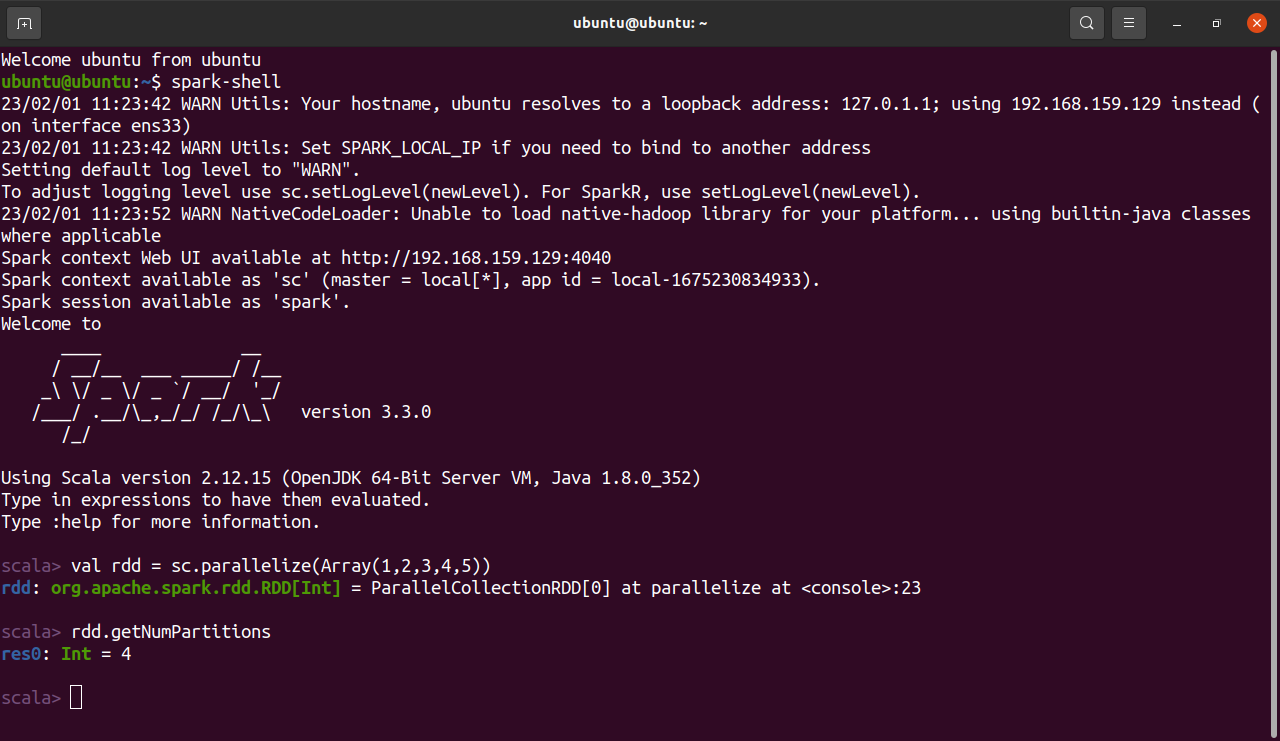 ubuntu@ubuntu: ~
Welcome ubuntu from ubuntu
ubuntu@ubuntu:~$ spark-shell
23/02/01 11:23:42 WARN Utils: Your hostname, ubuntu resolves to a loopback address: 127.0.1.1; using 192.168.159.129 instead (
on interface ens33)
23/02/01 11:23:42 WARN Utils: Set SPARK_LOCAL_IP if you need to bind to another address
Setting default log level to "WARN".
To adjust logging level use sc.setLogLevel(newLevel). For SparkR, use setLogLevel(newLevel).
23/02/01 11:23:52 WARN NativeCodeLoader: Unable to load native-hadoop library for your platform... using builtin-java classes
where applicable
Spark context Web UI available at http://192.168.159.129:4040
Spark context available as 'sc' (master = local[*], app id = local-1675230834933).
Spark session available as 'spark'.
Welcome to
      ____              __
     / __/__  ___ _____/ /__
    _\ \/ _ \/ _ `/ __/  '_/
   /___/ .__/\_,_/_/ /_/\_\   version 3.3.0
      /_/
Using Scala version 2.12.15 (OpenJDK 64-Bit Server VM, Java 1.8.0_352)
Type in expressions to have them evaluated.
Type :help for more information.
scala> val rdd = sc.parallelize(Array(1,2,3,4,5))
rdd: org.apache.spark.rdd.RDD[Int] = ParallelCollectionRDD[0] at parallelize at <console>:23
scala> rdd.getNumPartitions
res0: Int = 4
scala>